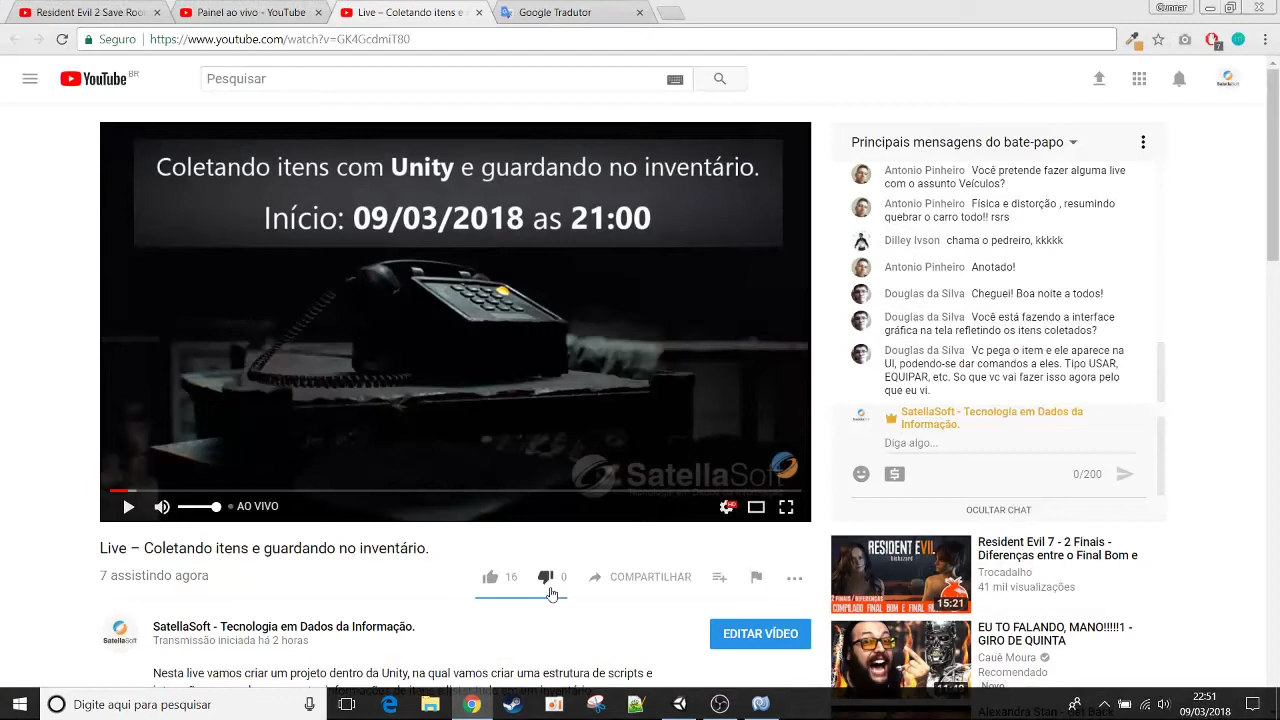 Resident Evil 2 Save Roo
Painel ao vivo - YouTube
Live – Coletando itens e
Google Tradutor
Seguro
https://www.youtube.com/watch?v=GK4GcdmiT80
YouTube BR
Pesquisar
Coletando itens com Unity e guardando no inventário.
Início: 09/03/2018 as 21:00
SatellaSoft
Tecnologia em Dados da Informação
AO VIVO
HD
Live – Coletando itens e guardando no inventário.
7 assistindo agora
16
0
COMPARTILHAR
SatellaSoft - Tecnologia em Dados da Informação.
Transmissão iniciada há 2 horas
EDITAR VÍDEO
Nesta live vamos criar um projeto dentro da Unity, na qual vamos criar uma estrutura de scripts e
Principais mensagens do bate-papo
Antonio Pinheiro Você pretende fazer alguma live
com o assunto Veículos?
Antonio Pinheiro Física e distorção , resumindo
quebrar o carro todo!! rsrs
Dilley Ivson chama o pedreiro, kkkkk
Antonio Pinheiro Anotado!
Douglas da Silva Cheguei! Boa noite a todos!
Douglas da Silva Você está fazendo a interface
gráfica na tela refletindo os itens coletados?
Douglas da Silva Vc pega o item e ele aparece na
UI, podendo-se dar comandos a eles. Tipo USAR,
EQUIPAR, etc. So que vc vai fazer isso agora pelo
que eu vi.
SatellaSoft - Tecnologia em Dados da
Informação.
Diga algo...
0/200
OCULTAR CHAT
RESIDENT EVIL
15:21
Resident Evil 7 - 2 Finais -
Diferenças entre o Final Bom e
Trocadalho
41 mil visualizações
EU TO FALANDO, MANO!!!!!1 -
GIRO DE QUINTA
Cauê Moura
Recomendado
Novo
Digite aqui para pesquisar
22:51
09/03/2018